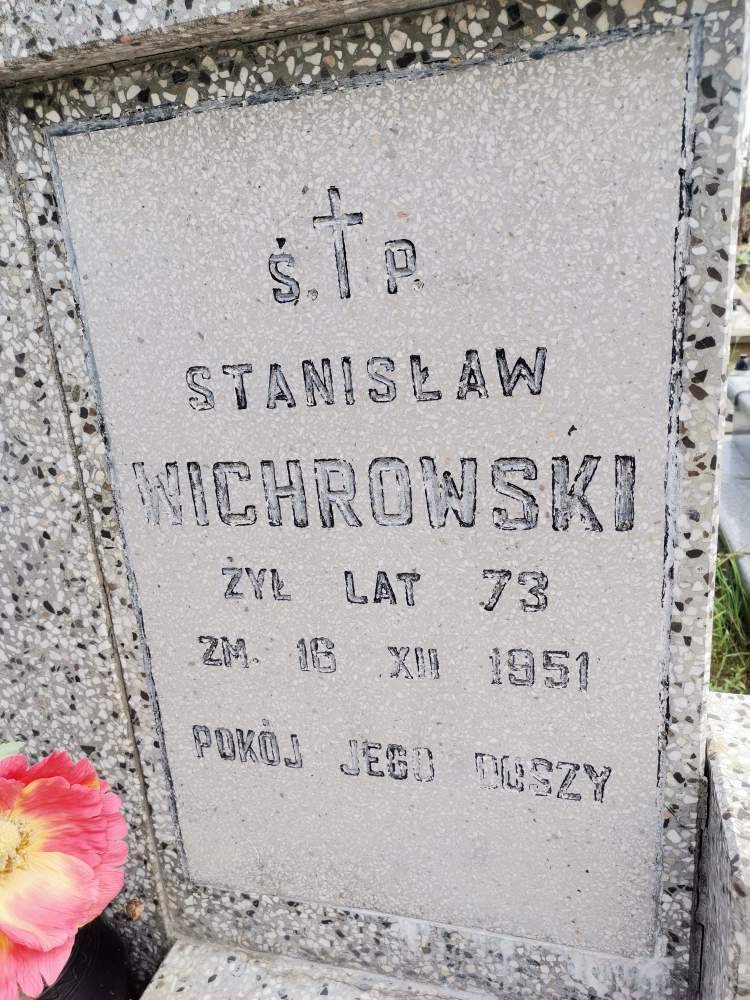 Ś. P.
STANISŁAW
WICHROWSKI
ŻYŁ LAT 73
ZM. 16 XII 1951
POKÓJ JEGO DUSZY